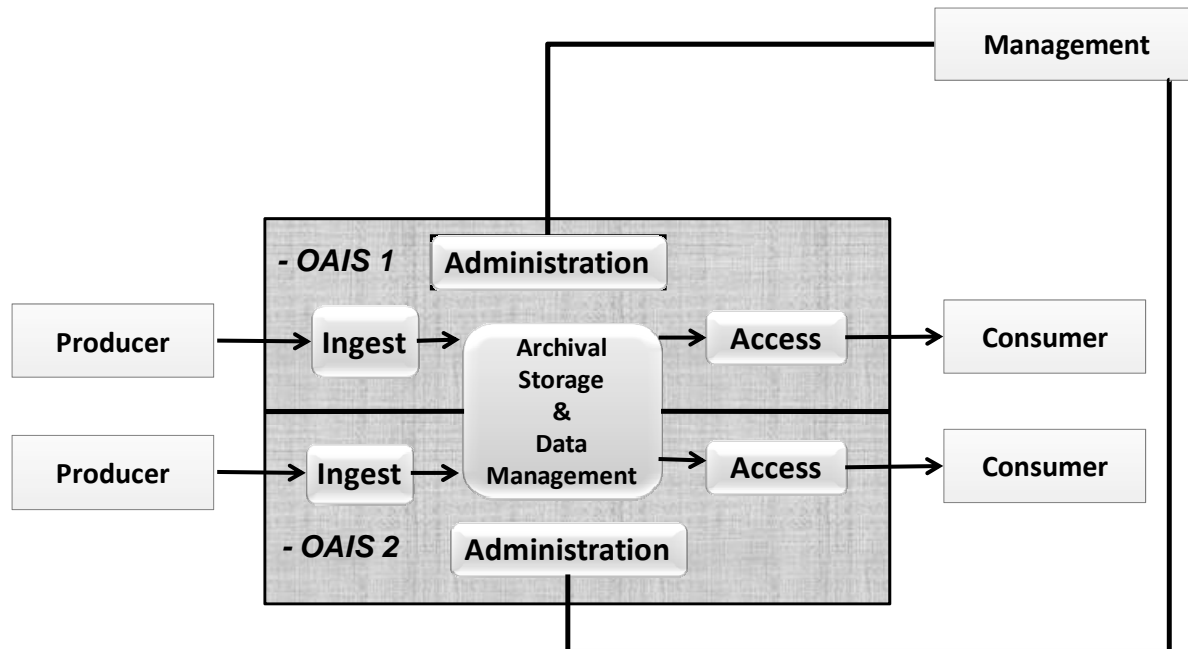 Management
- OAIS 1
Administration
Producer
Ingest
Archival
Storage
&
Data
Management
Access
Consumer
Producer
Ingest
Access
Consumer
- OAIS 2
Administration